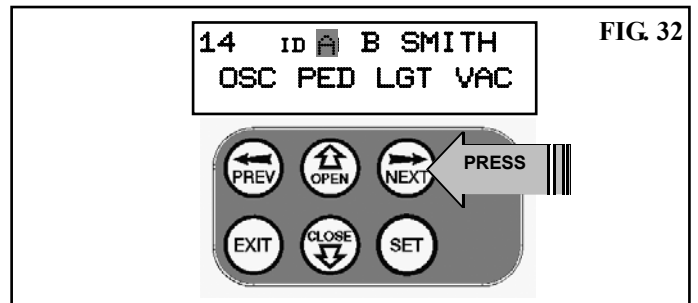 FIG. 32
14 ID A B SMITH
OSC PED LGT VAC
PREV OPEN NEXT PRESS
EXIT CLOSE SET